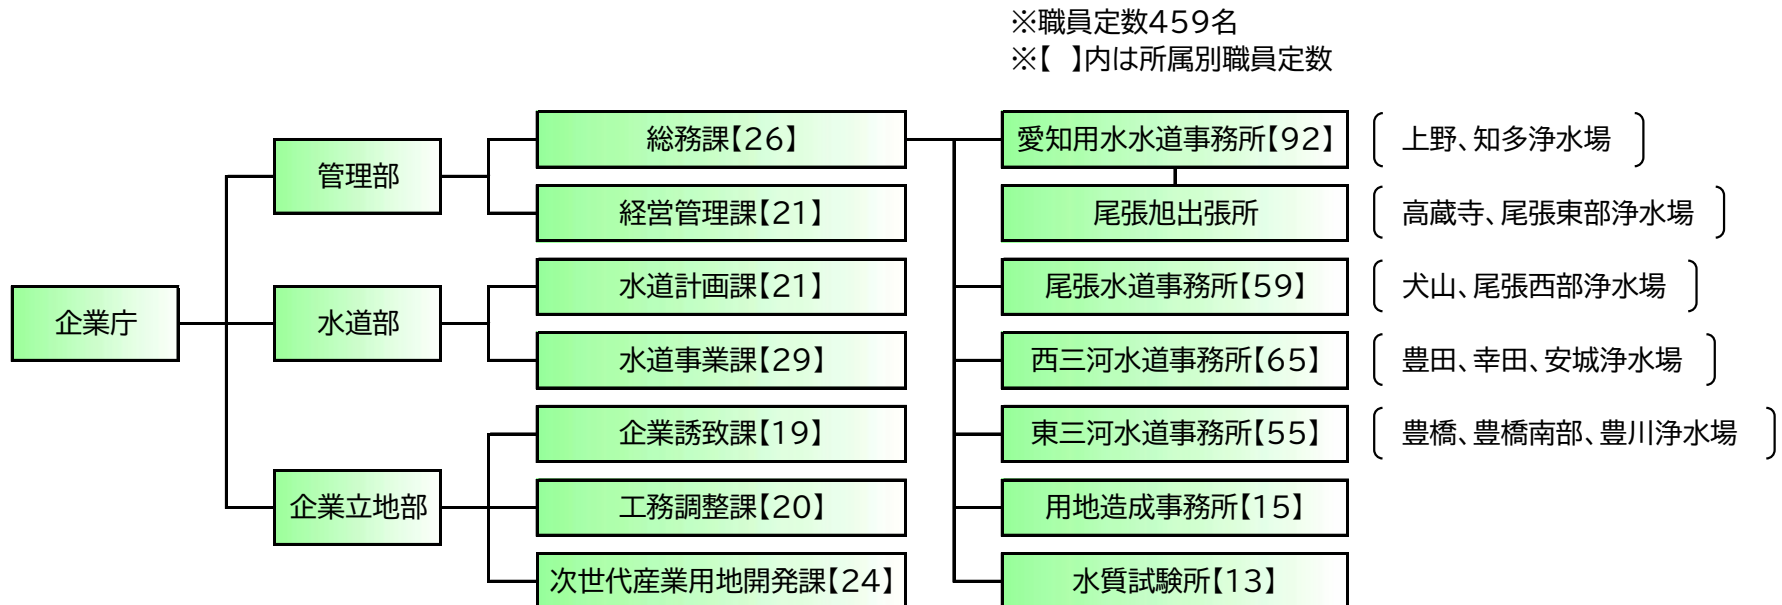 ※職員定数459名
※【 】内は所属別職員定数
企業庁
管理部
総務課【26】
経営管理課【21】
水道部
水道計画課【21】
水道事業課【29】
企業立地部
企業誘致課【19】
工務調整課【20】
次世代産業用地開発課【24】
愛知用水水道事務所【92】
上野、知多浄水場
尾張旭出張所
高蔵寺、尾張東部浄水場
尾張水道事務所【59】
犬山、尾張西部浄水場
西三河水道事務所【65】
豊田、幸田、安城浄水場
東三河水道事務所【55】
豊橋、豊橋南部、豊川浄水場
用地造成事務所【15】
水質試験所【13】